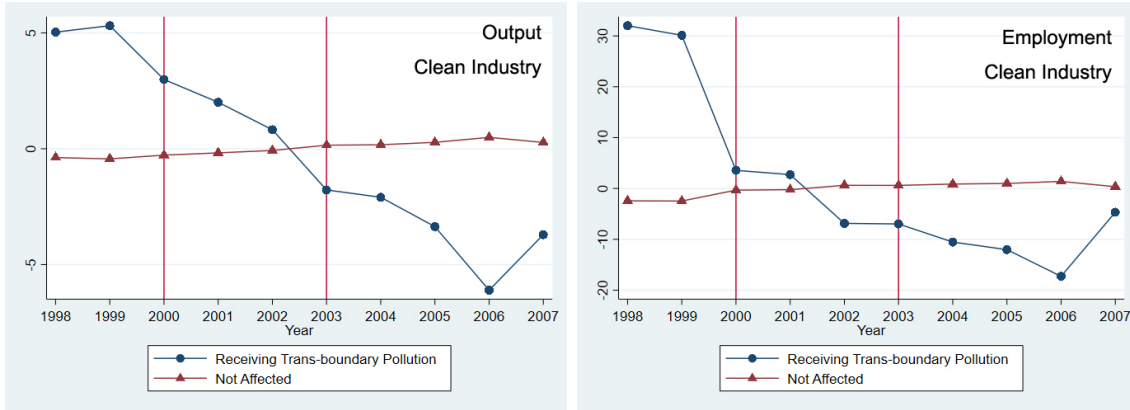 Output
Clean Industry
5
0
-5
1998 1999 2000 2001 2002 2003 2004 2005 2006 2007
Year
Receiving Trans-boundary Pollution
Not Affected
Employment
Clean Industry
30
20
10
0
-10
-20
1998 1999 2000 2001 2002 2003 2004 2005 2006 2007
Year
Receiving Trans-boundary Pollution
Not Affected